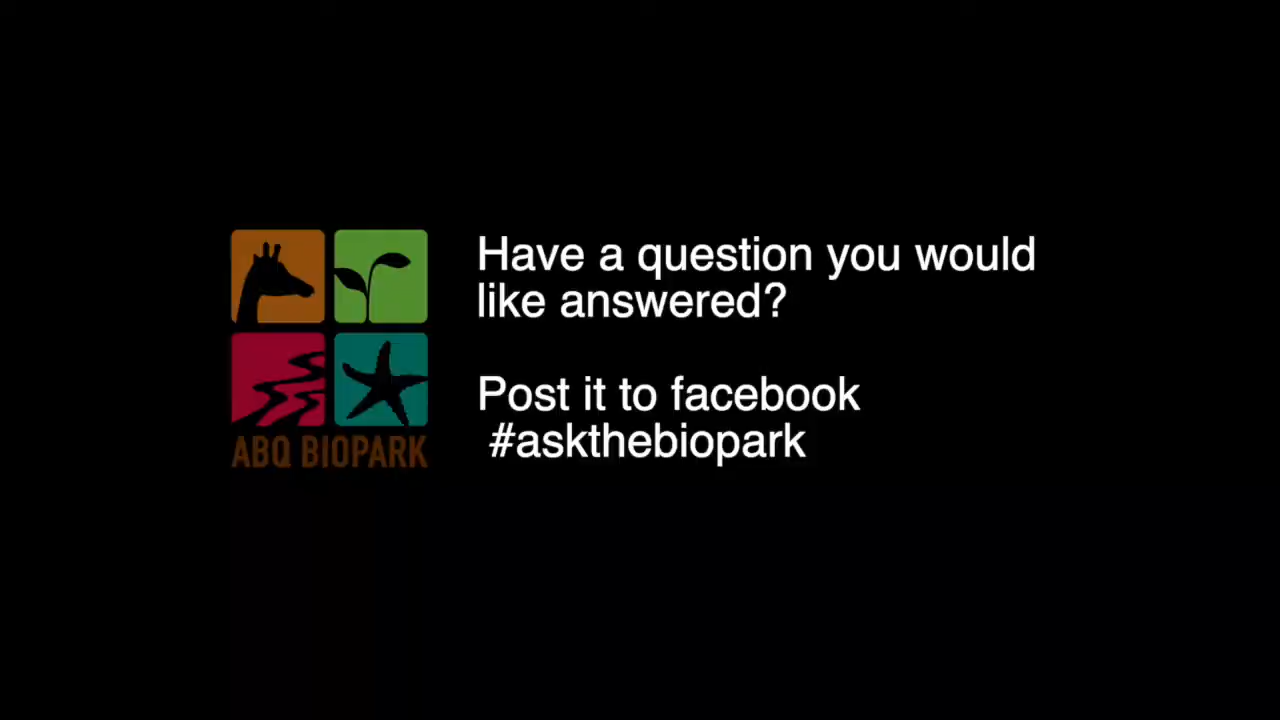 Have a question you would
like answered?
Post it to facebook
#askthebiopark
ABQ BIOPARK